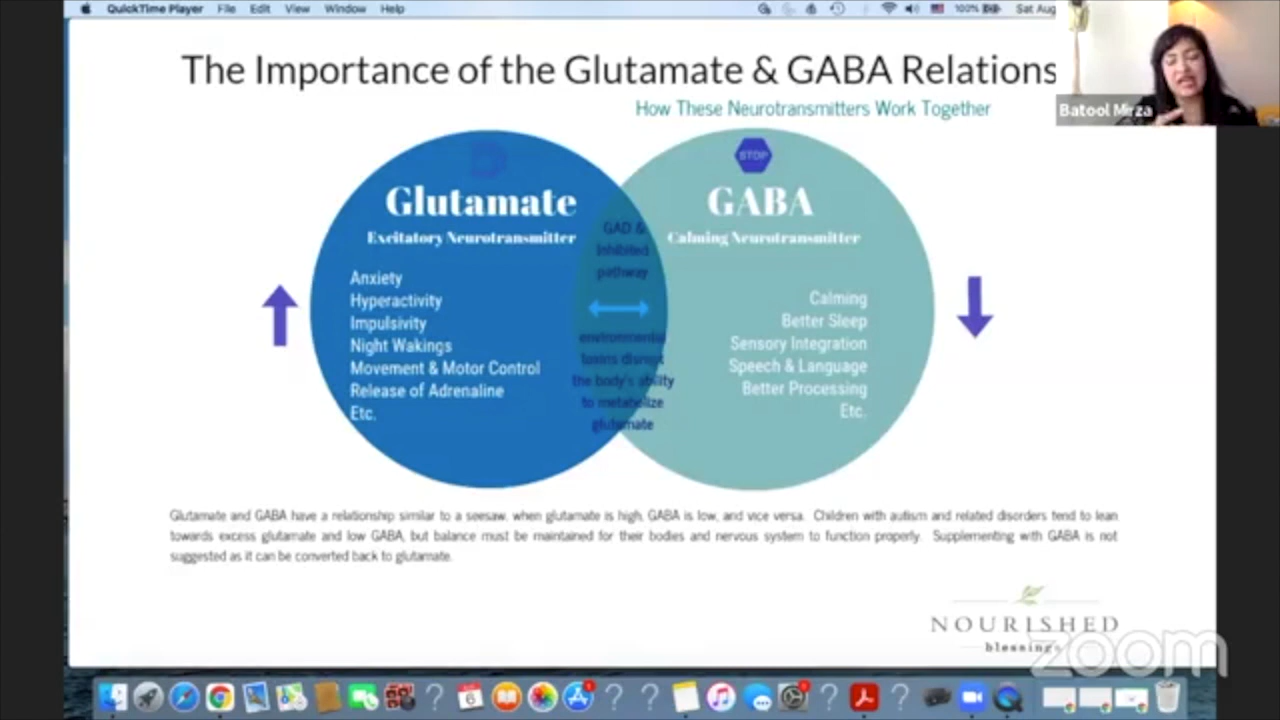 QuickTime Player File Edit View Window Help 100% Sat Aug
The Importance of the Glutamate & GABA Relations
How These Neurotransmitters Work Together
Batool Mirza
STOP
Glutamate
GABA
Excitatory Neurotransmitter
Calming Neurotransmitter
GAD &
Inhibited
pathway
Anxiety
Hyperactivity
Impulsivity
Night Wakings
Movement & Motor Control
Release of Adrenaline
Etc.
environmental
toxins disrupt
the body's ability
to metabolize
glutamate
Calming
Better Sleep
Sensory Integration
Speech & Language
Better Processing
Etc.
Glutamate and GABA have a relationship similar to a seesaw, when glutamate is high, GABA is low, and vice versa. Children with autism and related disorders tend to lean
towards excess glutamate and low GABA, but balance must be maintained for their bodies and nervous system to function properly. Supplementing with GABA is not
suggested as it can be converted back to glutamate.
NOURISHED
blessings
zoom
6